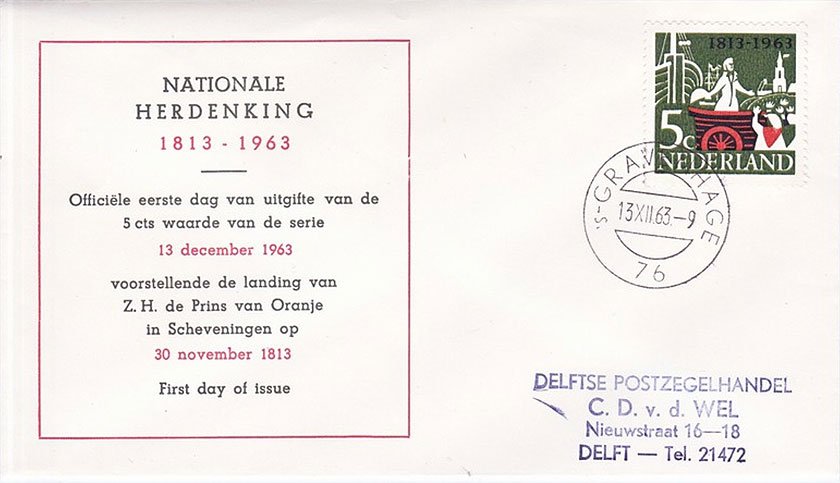 NATIONALE
HERDENKING
1813 - 1963
Officiële eerste dag van uitgifte van de
5 cts waarde van de serie
13 december 1963
voorstellende de landing van
Z. H. de Prins van Oranje
in Scheveningen op
30 november 1813
First day of issue
1813-1963
5c
NEDERLAND
's-GRAVENHAGE
13XII.63.-9
76
DELFTSE POSTZEGELHANDEL
C. D. v. d. WEL
Nieuwstraat 16—18
DELFT — Tel. 21472